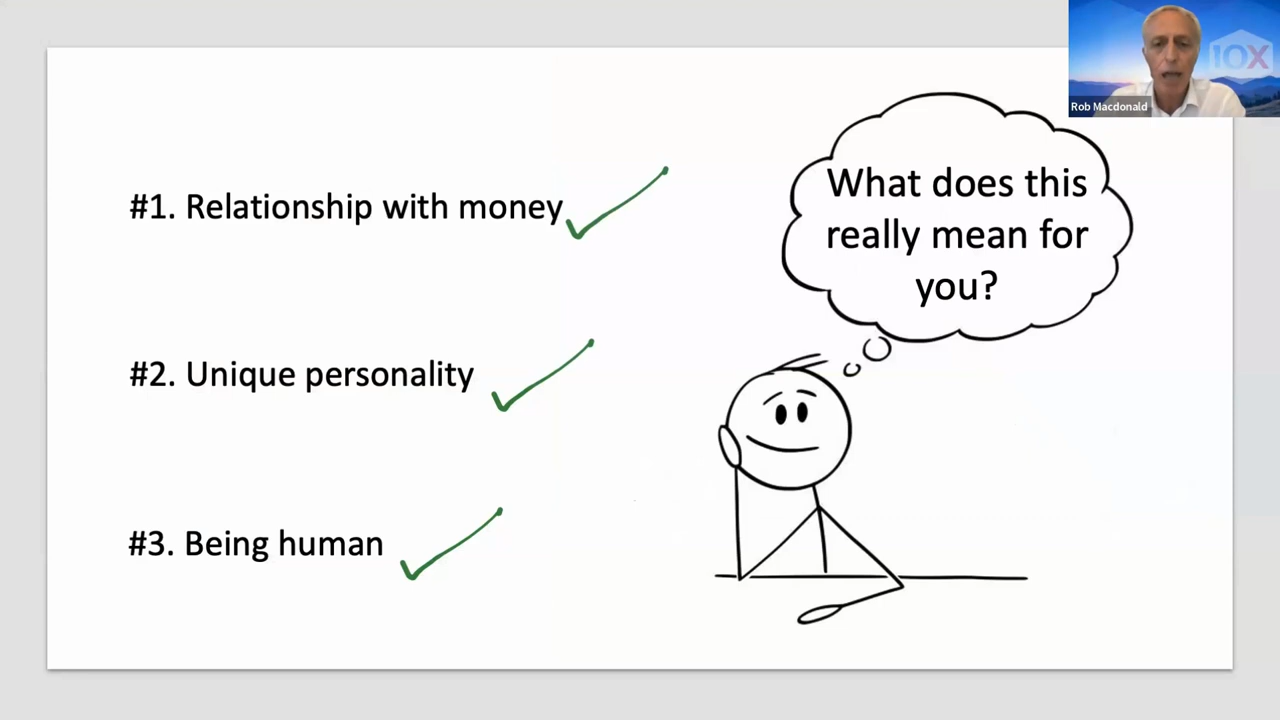 #1. Relationship with money
#2. Unique personality
#3. Being human
What does this
really mean for
you?
10X
Rob Macdonald